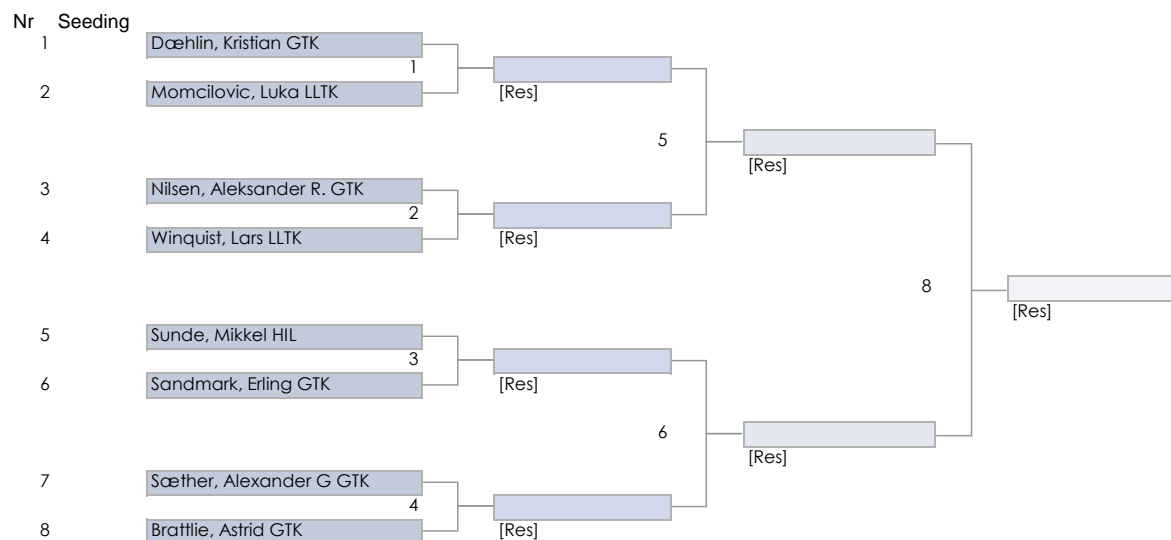 Nr Seeding
1 Dæhlin, Kristian GTK
1
2 Momcilovic, Luka LLTK
[Res]
5
[Res]
3 Nilsen, Aleksander R. GTK
2
4 Winquist, Lars LLTK
[Res]
8
[Res]
5 Sunde, Mikkel HIL
3
6 Sandmark, Erling GTK
[Res]
6
[Res]
7 Sæther, Alexander G GTK
4
8 Brattlie, Astrid GTK
[Res]